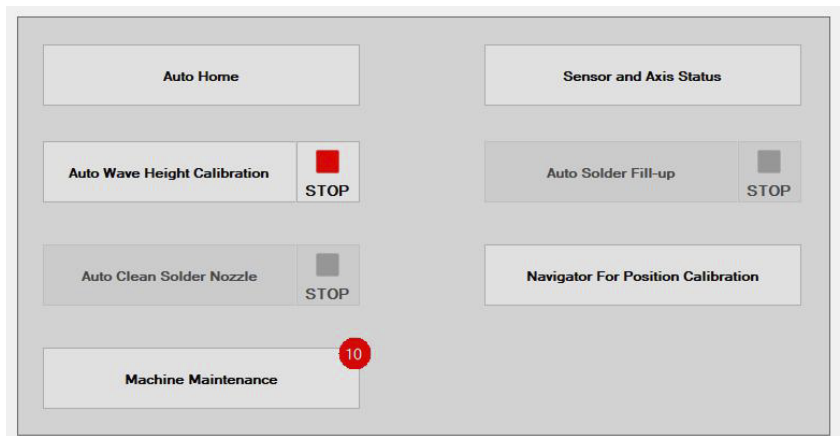 Auto Home
Sensor and Axis Status
Auto Wave Height Calibration
STOP
Auto Solder Fill-up
STOP
Auto Clean Solder Nozzle
STOP
Navigator For Position Calibration
10
Machine Maintenance